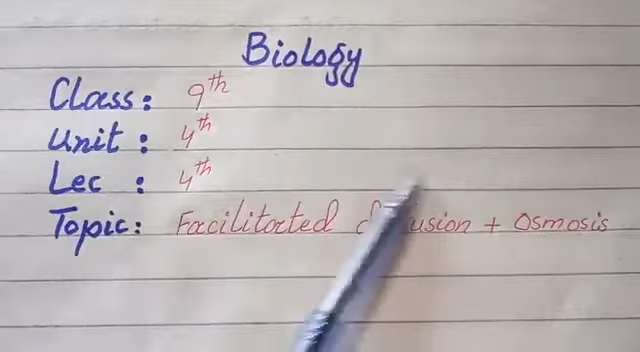 Biology
Class: 9th
Unit: 4th
Lec : 4th
Topic: Facilitated + Osmosis